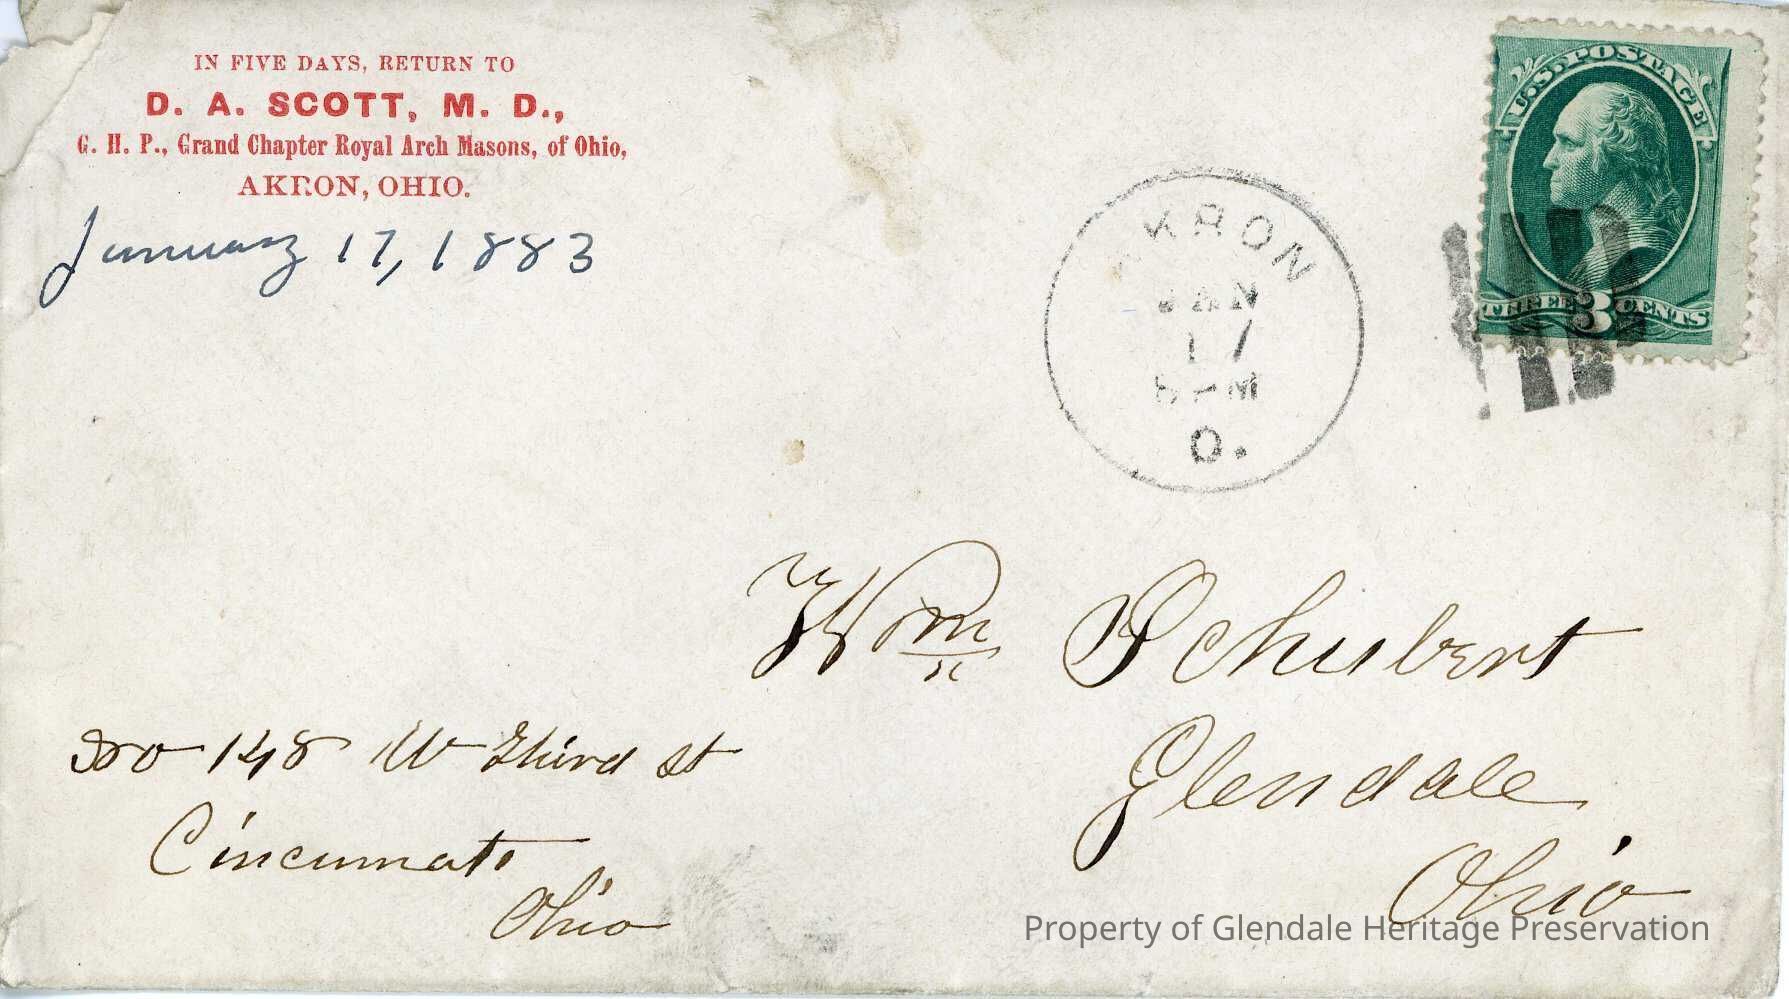 IN FIVE DAYS, RETURN TO
D. A. SCOTT, M. D.,
G. H. P., Grand Chapter Royal Arch Masons, of Ohio,
AKRON, OHIO.
January 17, 1883
U.S. POSTAGE
THREE 3 CENTS
AKRON
JAN
17
O.
Wm Schubert
Glendale
Ohio
No 148 W Third st
Cincinnati
Ohio
Property of Glendale Heritage Preservation